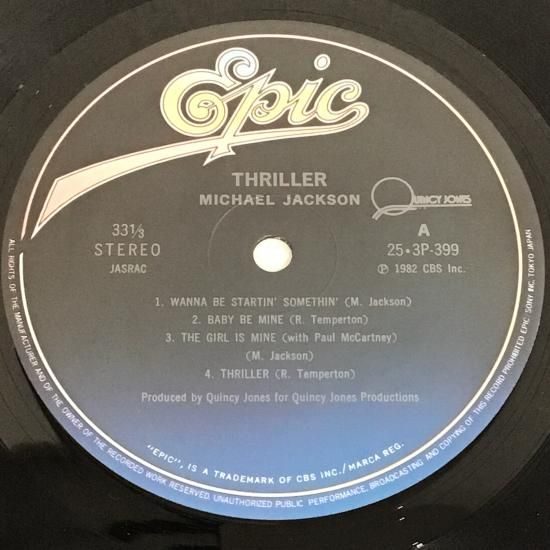 Epic
THRILLER
MICHAEL JACKSON
QUINCY JONES
33⅓
STEREO
JASRAC
A
25•3P-399
Ⓟ 1982 CBS Inc.
1. WANNA BE STARTIN' SOMETHIN' (M. Jackson)
2. BABY BE MINE (R. Temperton)
3. THE GIRL IS MINE (with Paul McCartney)
(M. Jackson)
4. THRILLER (R. Temperton)
Produced by Quincy Jones for Quincy Jones Productions
"EPIC", IS A TRADEMARK OF CBS INC./MARCA REG.
ALL RIGHTS OF THE MANUFACTURER AND OF THE OWNER OF THE RECORDED WORK RESERVED. UNAUTHORIZED PUBLIC PERFORMANCE, BROADCASTING AND COPYING OF THIS RECORD PROHIBITED EPIC SONY INC. TOKYO JAPAN